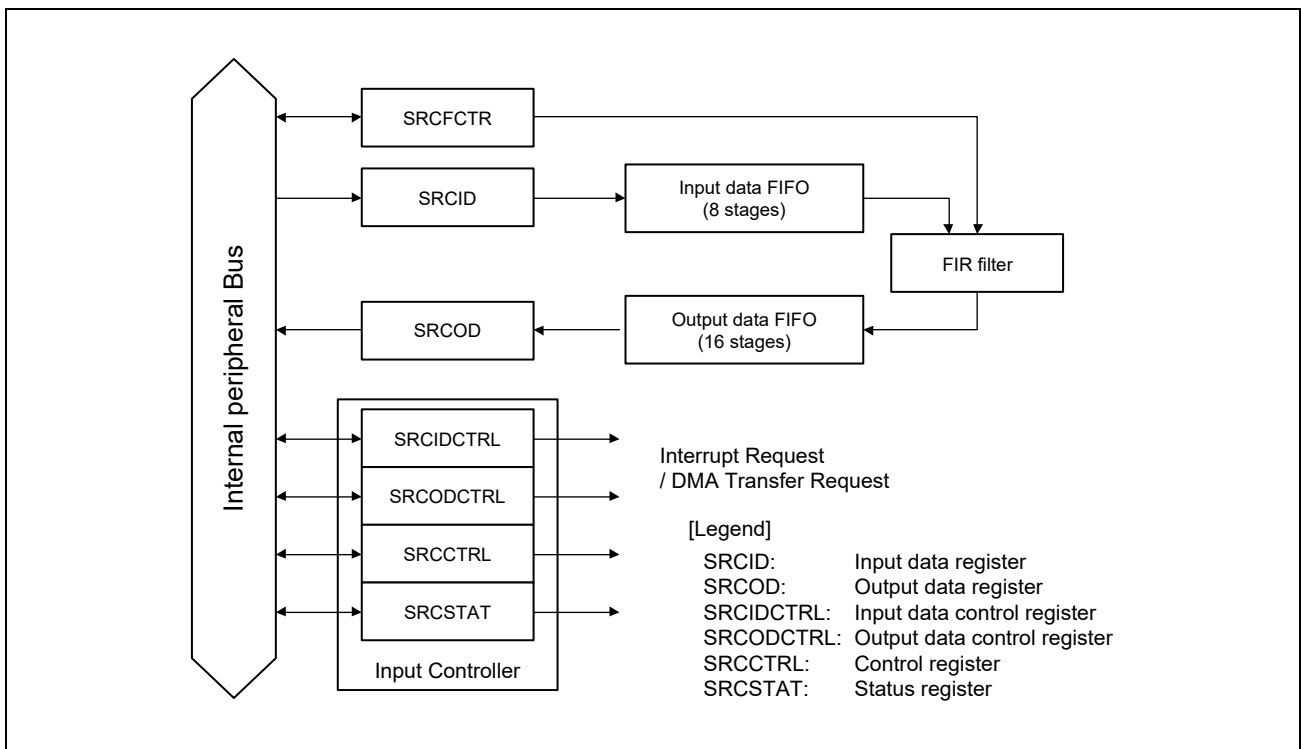 Internal peripheral Bus
SRCFCTR
SRCID
Input data FIFO
(8 stages)
FIR filter
SRCOD
Output data FIFO
(16 stages)
SRCIDCTRL
SRCODCTRL
SRCCTRL
SRCSTAT
Input Controller
Interrupt Request
/ DMA Transfer Request
[Legend]
SRCID: Input data register
SRCOD: Output data register
SRCIDCTRL: Input data control register
SRCODCTRL: Output data control register
SRCCTRL: Control register
SRCSTAT: Status register